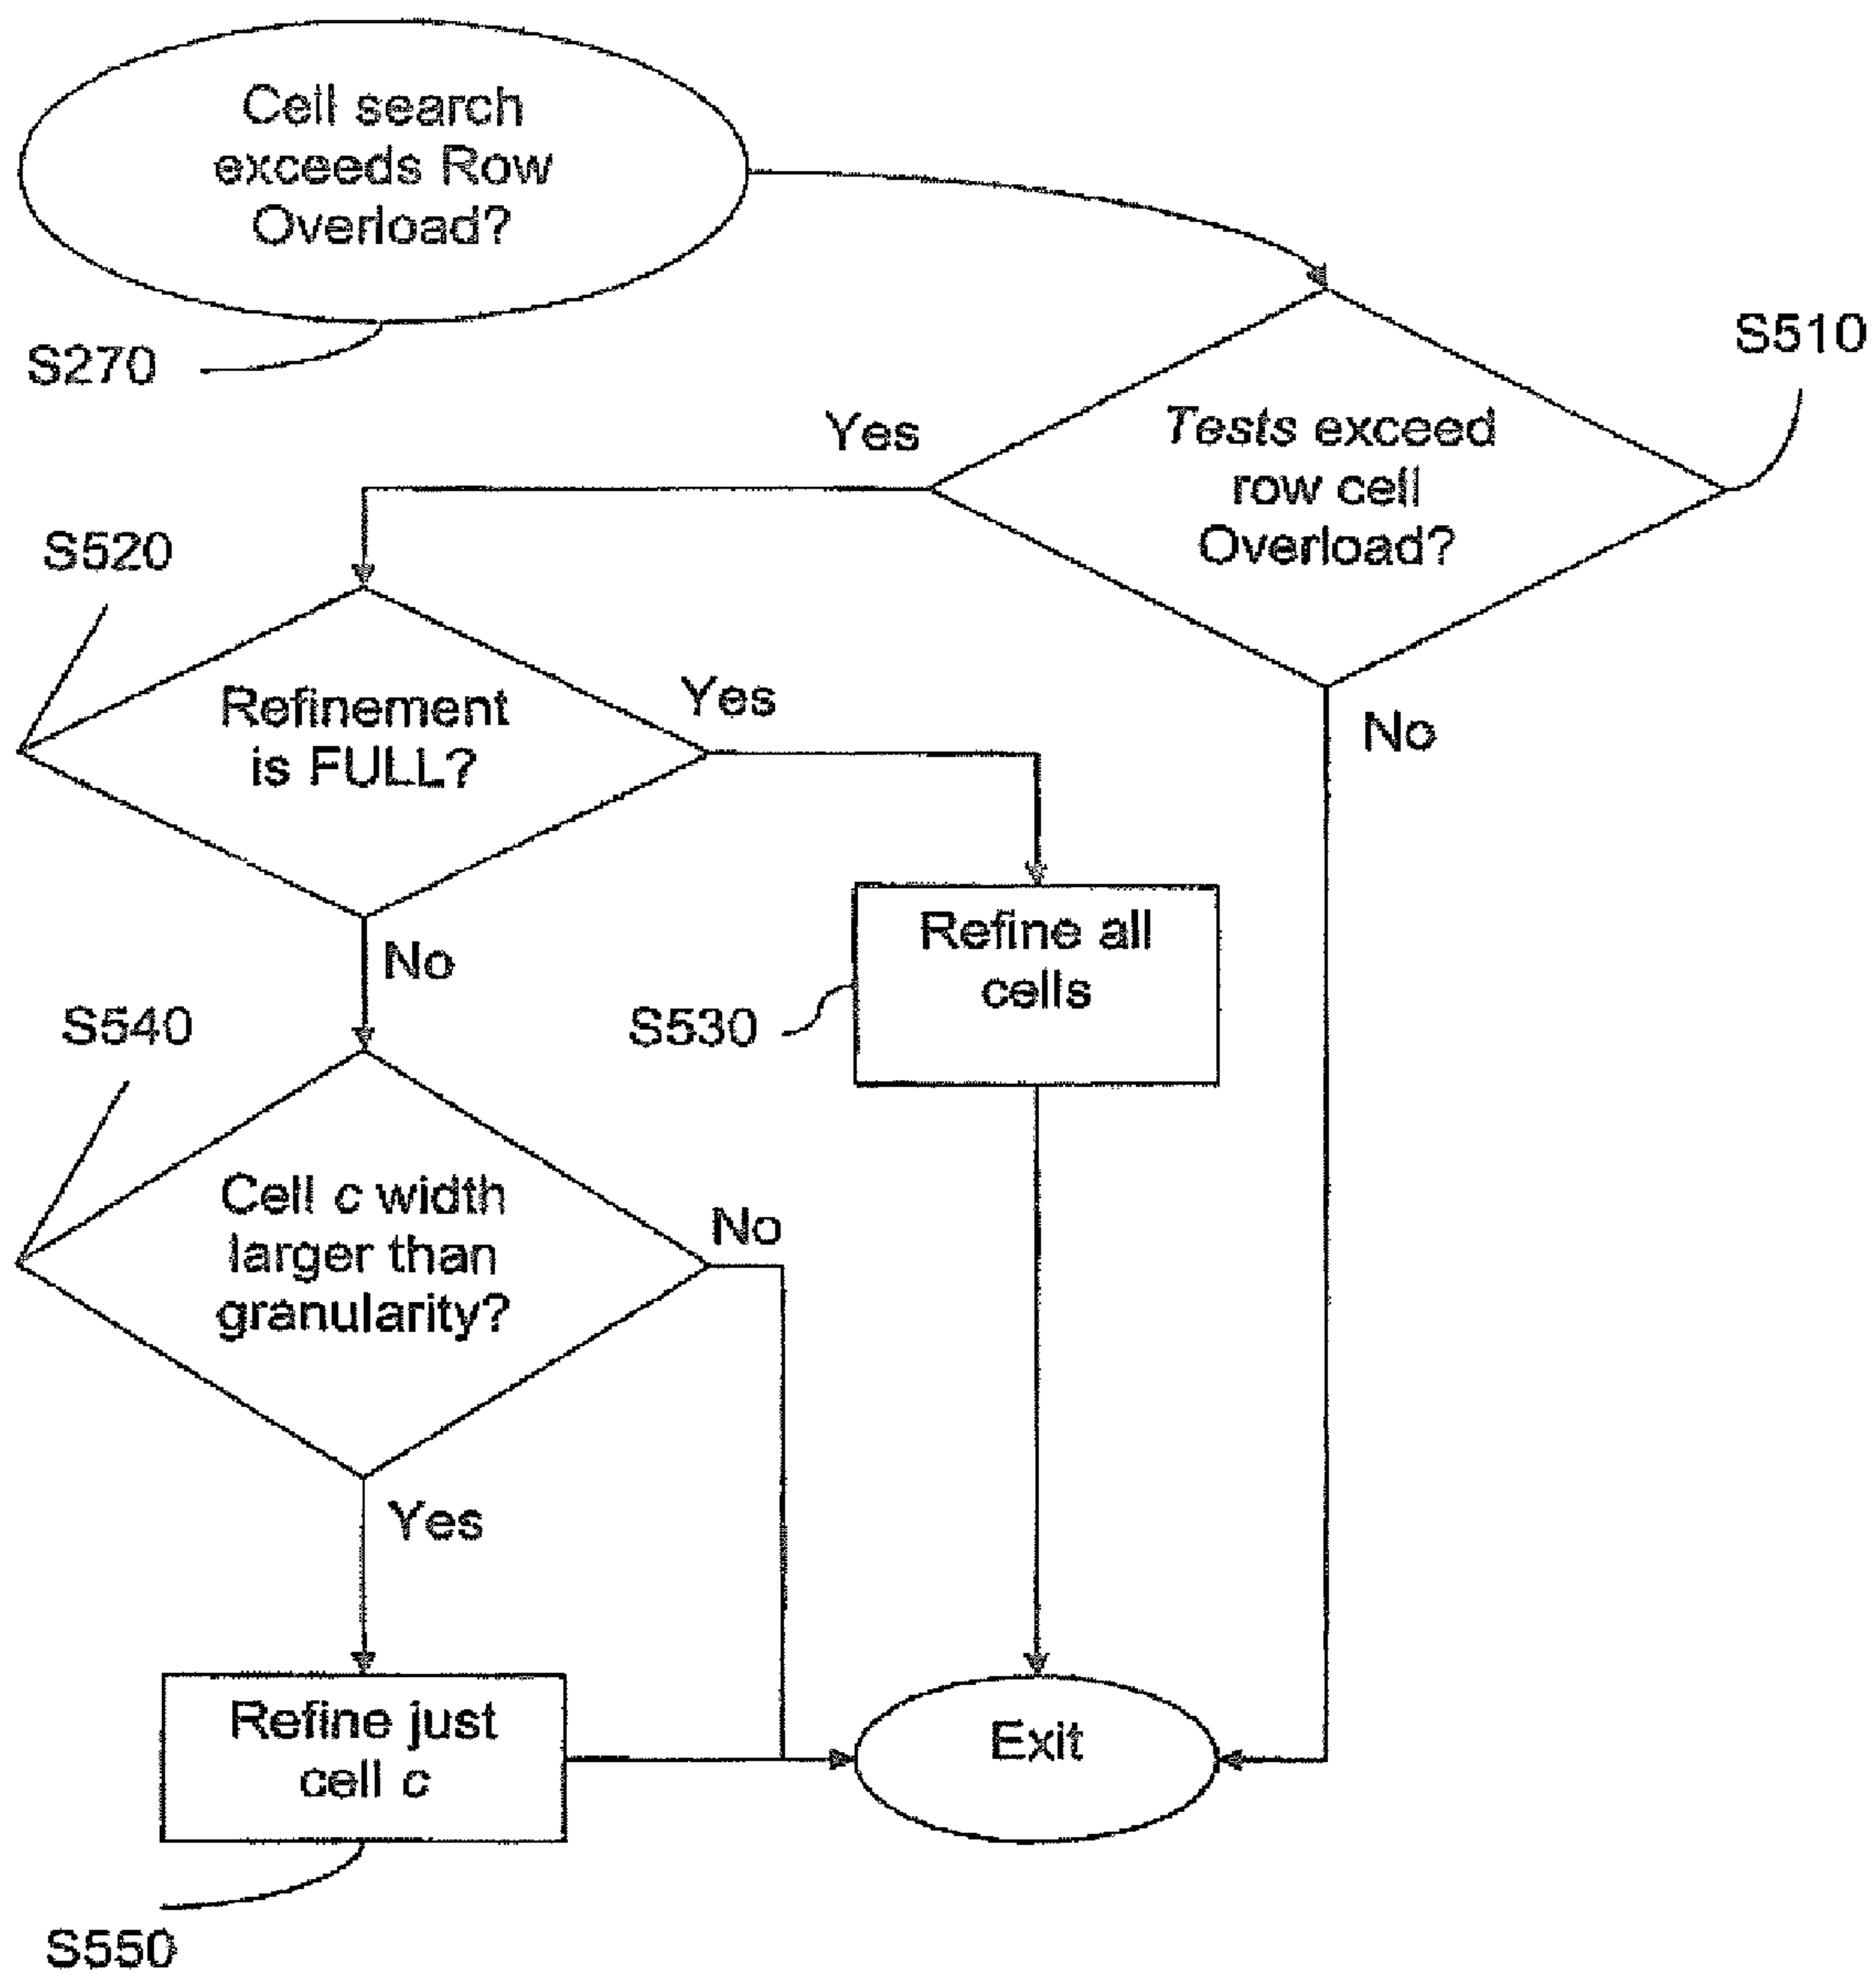 Cell search
exceeds Row
Overload?
S270
S510
Tests exceed
row cell
Overload?
Yes
No
S520
Refinement
is FULL?
Yes
No
Refine all
cells
S530
S540
Cell c width
larger than
granularity?
No
Yes
Refine just
cell c
Exit
S550